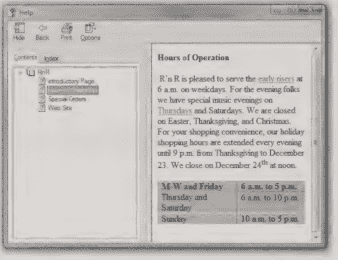 Help
Hide Back Print Options
Contents Index
RnR
Introductory Page
Special Orders
Web Site
Hours of Operation
R's R is pleased to serve the early risers at
6 a.m. on weekdays. For the evening folks
we have special music evenings on
Thursdays and Saturdays. We are closed
on Easter, Thanksgiving, and Christmas.
For your shopping convenience, our holiday
shopping hours are extended every evening
until 9 p.m. from Thanksgiving to December
23. We close on December 24th at noon.
M-W and Friday 6 a.m. to 5 p.m.
Thursday and 6 a.m. to 10 p.m.
Saturday
Sunday 10 a.m. to 5 p.m.